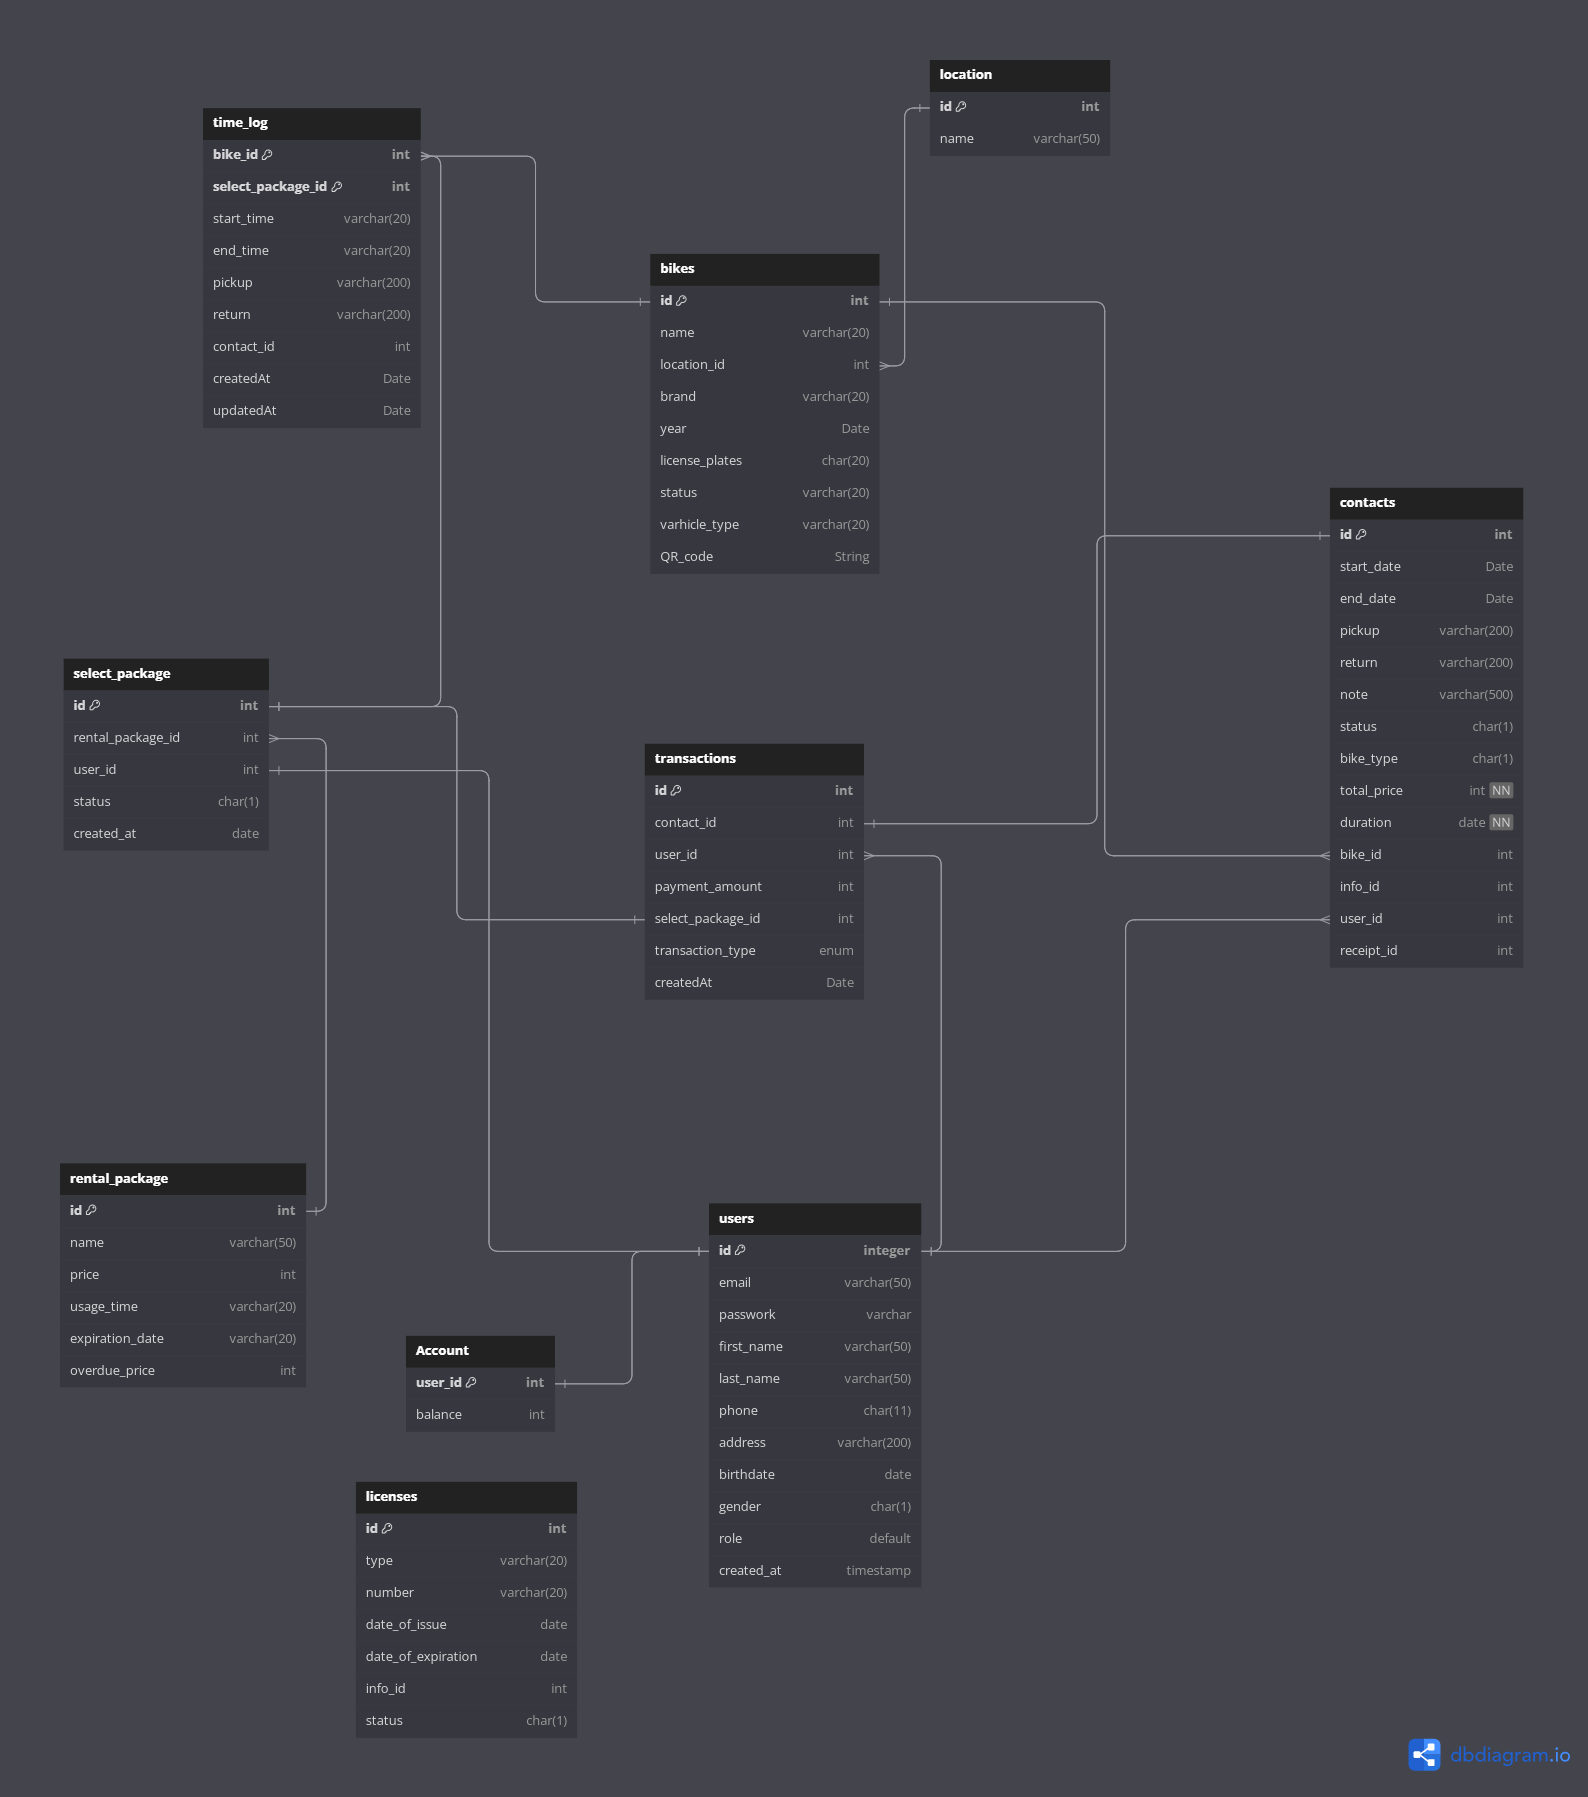 location
id int
name varchar(50)
time_log
bike_id int
select_package_id int
start_time varchar(20)
end_time varchar(20)
pickup varchar(200)
return varchar(200)
contact_id int
createdAt Date
updatedAt Date
bikes
id int
name varchar(20)
location_id int
brand varchar(20)
year Date
license_plates char(20)
status varchar(20)
varhicle_type varchar(20)
QR_code String
contacts
id int
start_date Date
end_date Date
pickup varchar(200)
return varchar(200)
note varchar(500)
status char(1)
bike_type char(1)
total_price int NN
duration date NN
bike_id int
info_id int
user_id int
receipt_id int
select_package
id int
rental_package_id int
user_id int
status char(1)
created_at date
transactions
id int
contact_id int
user_id int
payment_amount int
select_package_id int
transaction_type enum
createdAt Date
rental_package
id int
name varchar(50)
price int
usage_time varchar(20)
expiration_date varchar(20)
overdue_price int
users
id integer
email varchar(50)
passwork varchar
first_name varchar(50)
last_name varchar(50)
phone char(11)
address varchar(200)
birthdate date
gender char(1)
role default
created_at timestamp
Account
user_id int
balance int
licenses
id int
type varchar(20)
number varchar(20)
date_of_issue date
date_of_expiration date
info_id int
status char(1)
dbdiagram.io